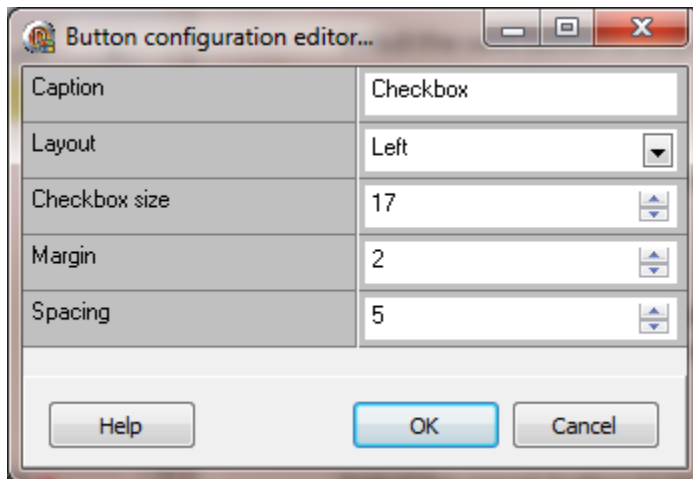 Button configuration editor...
Caption Checkbox
Layout Left
Checkbox size 17
Margin 2
Spacing 5
Help OK Cancel